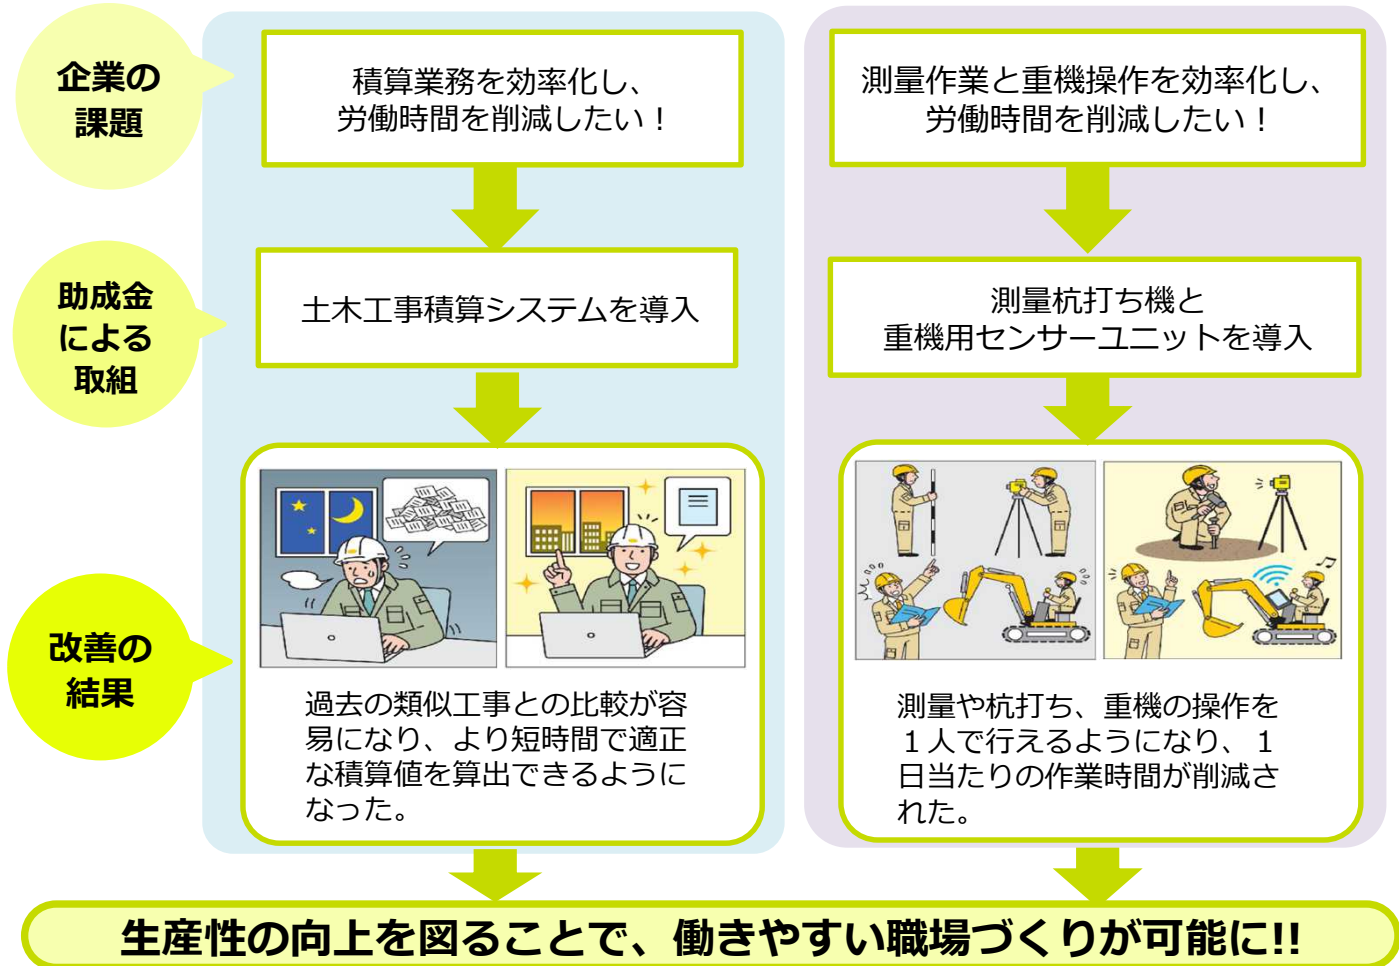 企業の
課題
積算業務を効率化し、
労働時間を削減したい！
測量作業と重機操作を効率化し、
労働時間を削減したい！
助成金
による
取組
土木工事積算システムを導入
測量杭打ち機と
重機用センサーユニットを導入
改善の
結果
過去の類似工事との比較が容
易になり、より短時間で適正
な積算値を算出できるように
なった。
測量や杭打ち、重機の操作を
１人で行えるようになり、１
日当たりの作業時間が削減さ
れた。
生産性の向上を図ることで、働きやすい職場づくりが可能に!!